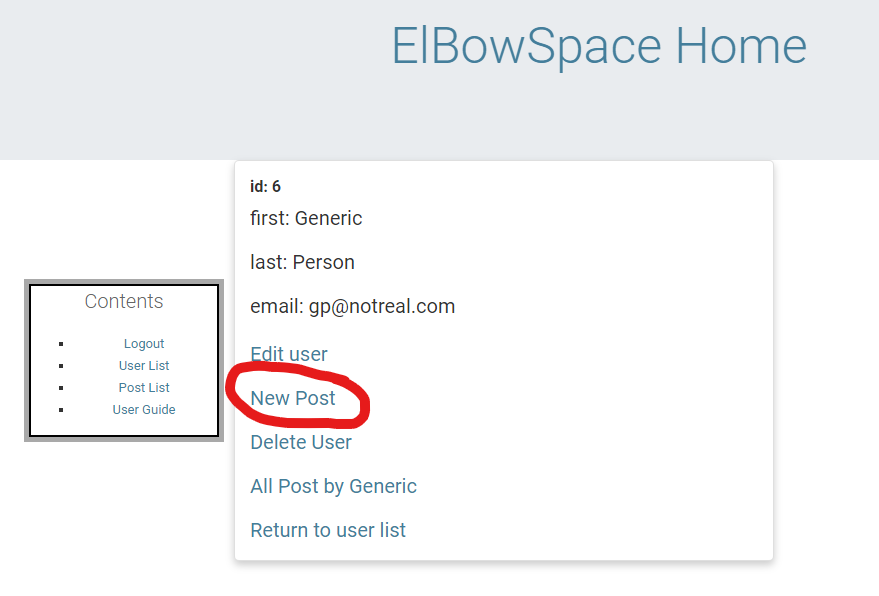 ElBowSpace Home
id: 6
first: Generic
last: Person
email: gp@notreal.com
Edit user
New Post
Delete User
All Post by Generic
Return to user list
Contents
Logout
User List
Post List
User Guide